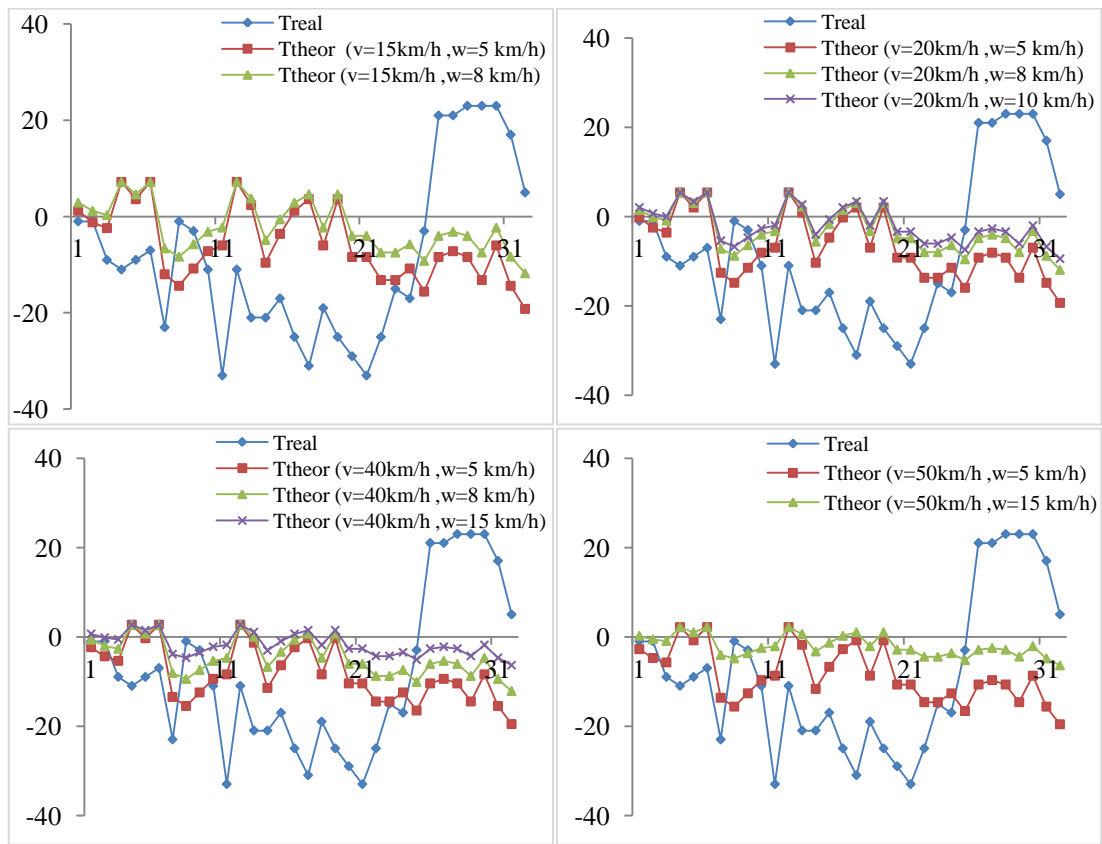 40
20
0
-20
-40
1
11
21
31
Treal
Ttheor (v=15km/h ,w=5 km/h)
Ttheor (v=15km/h ,w=8 km/h)
40
20
0
-20
-40
1
11
21
31
Treal
Ttheor (v=20km/h ,w=5 km/h)
Ttheor (v=20km/h ,w=8 km/h)
Ttheor (v=20km/h ,w=10 km/h)
40
20
0
-20
-40
1
11
21
31
Treal
Ttheor (v=40km/h ,w=5 km/h)
Ttheor (v=40km/h ,w=8 km/h)
Ttheor (v=40km/h ,w=15 km/h)
40
20
0
-20
-40
1
11
21
31
Treal
Ttheor (v=50km/h ,w=5 km/h)
Ttheor (v=50km/h ,w=15 km/h)